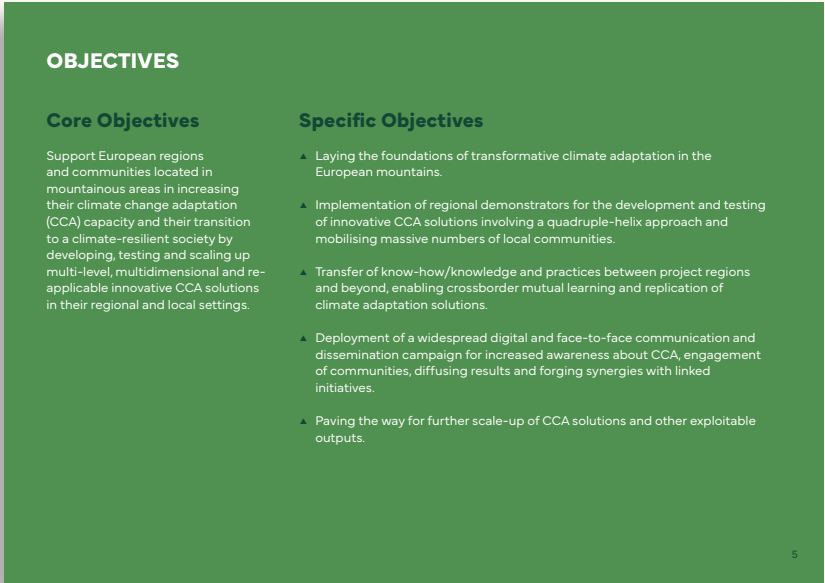 OBJECTIVES
Core Objectives
Support European regions
and communities located in
mountainous areas in increasing
their climate change adaptation
(CCA) capacity and their transition
to a climate-resilient society by
developing, testing and scaling up
multi-level, multidimensional and re-
applicable innovative CCA solutions
in their regional and local settings.
Specific Objectives
▲ Laying the foundations of transformative climate adaptation in the
European mountains.
▲ Implementation of regional demonstrators for the development and testing
of innovative CCA solutions involving a quadruple-helix approach and
mobilising massive numbers of local communities.
▲ Transfer of know-how/knowledge and practices between project regions
and beyond, enabling crossborder mutual learning and replication of
climate adaptation solutions.
▲ Deployment of a widespread digital and face-to-face communication and
dissemination campaign for increased awareness about CCA, engagement
of communities, diffusing results and forging synergies with linked
initiatives.
▲ Paving the way for further scale-up of CCA solutions and other exploitable
outputs.
5